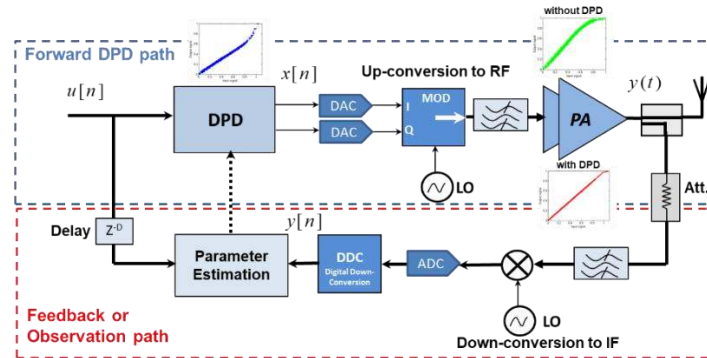 without DPD
Forward DPD path
x[n]
u[n]
Up-conversion to RF
y(t)
DPD
DAC
DAC
I
Q
MOD
PA
LO
with DPD
Att.
Delay
Z-D
y[n]
Parameter
Estimation
DDC
Digital Down-
Conversion
ADC
LO
Feedback or
Observation path
Down-conversion to IF